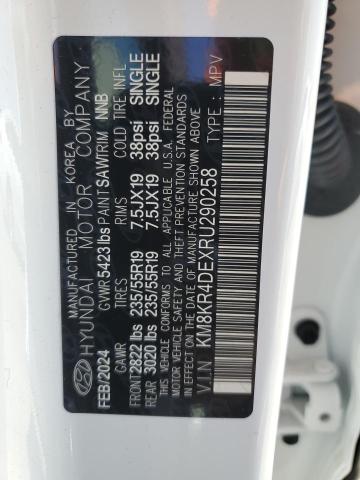 MANUFACTURED IN KOREA BY
HYUNDAI MOTOR COMPANY
FEB/2024 GVWR 5423 lbs PAINT SAW TRIM NNB
GAWR TIRES RIMS COLD TIRE INFL
FRONT 2822 lbs 235/55R19 7.5JX19 38psi SINGLE
REAR 3020 lbs 235/55R19 7.5JX19 38psi SINGLE
THIS VEHICLE CONFORMS TO ALL APPLICABLE U.S.A. FEDERAL
MOTOR VEHICLE SAFETY STANDARDS IN EFFECT ON THE DATE
OF MANUFACTURE SHOWN ABOVE
V.I.N : KM8KR4DEXRU290258 TYPE : MPV